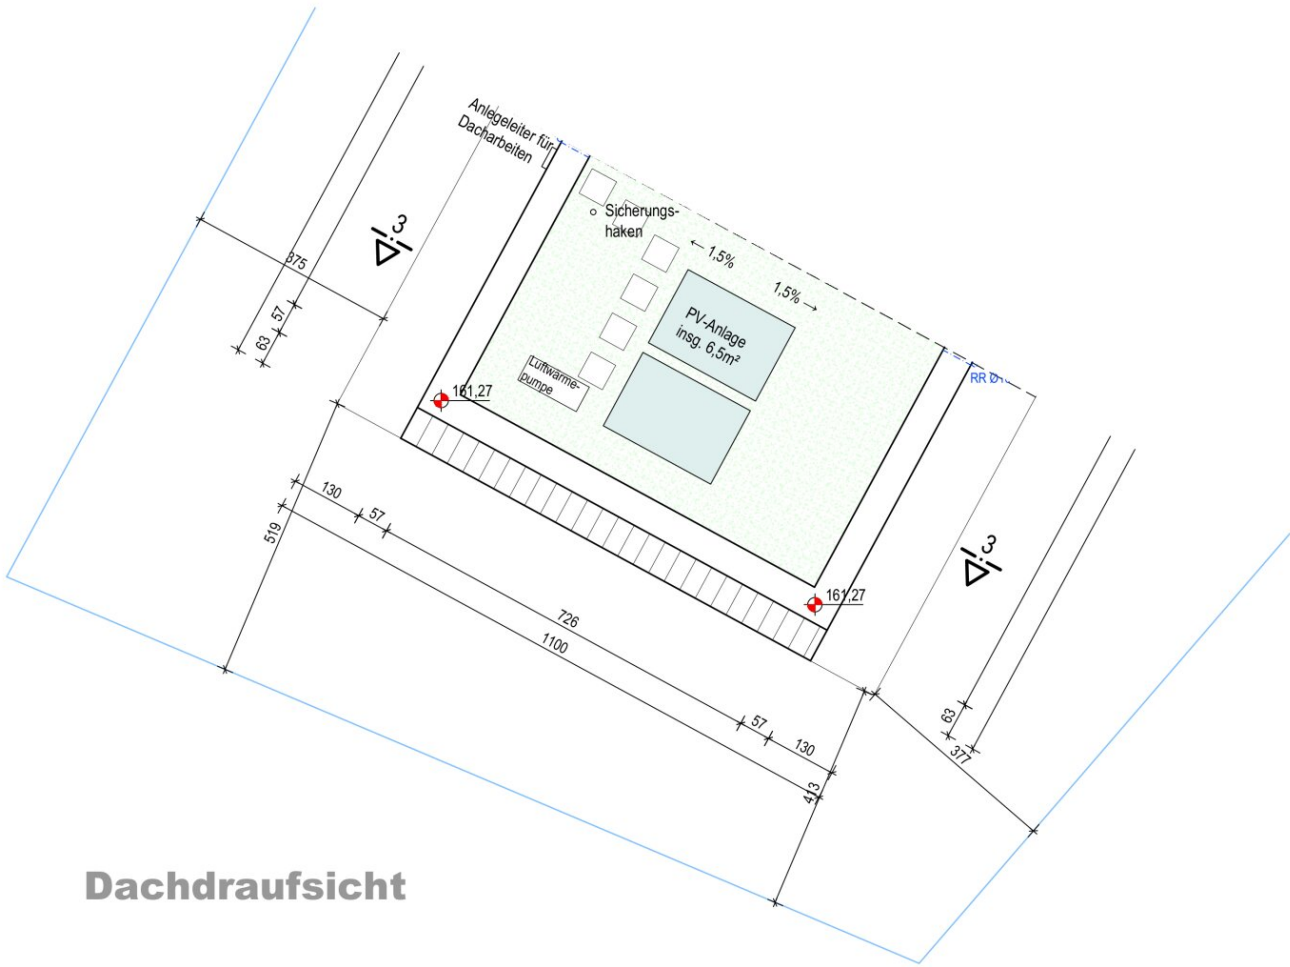 Anlegeleiter für
Dacharbeiten
Sicherungs-
haken
3
1,5%
1,5%
375
57
63
PV-Anlage
insg. 6,5m²
Luftwärme-
pumpe
161,27
RR Ø
130
57
519
726
1100
161,27
3
57
130
413
63
377
Dachdraufsicht